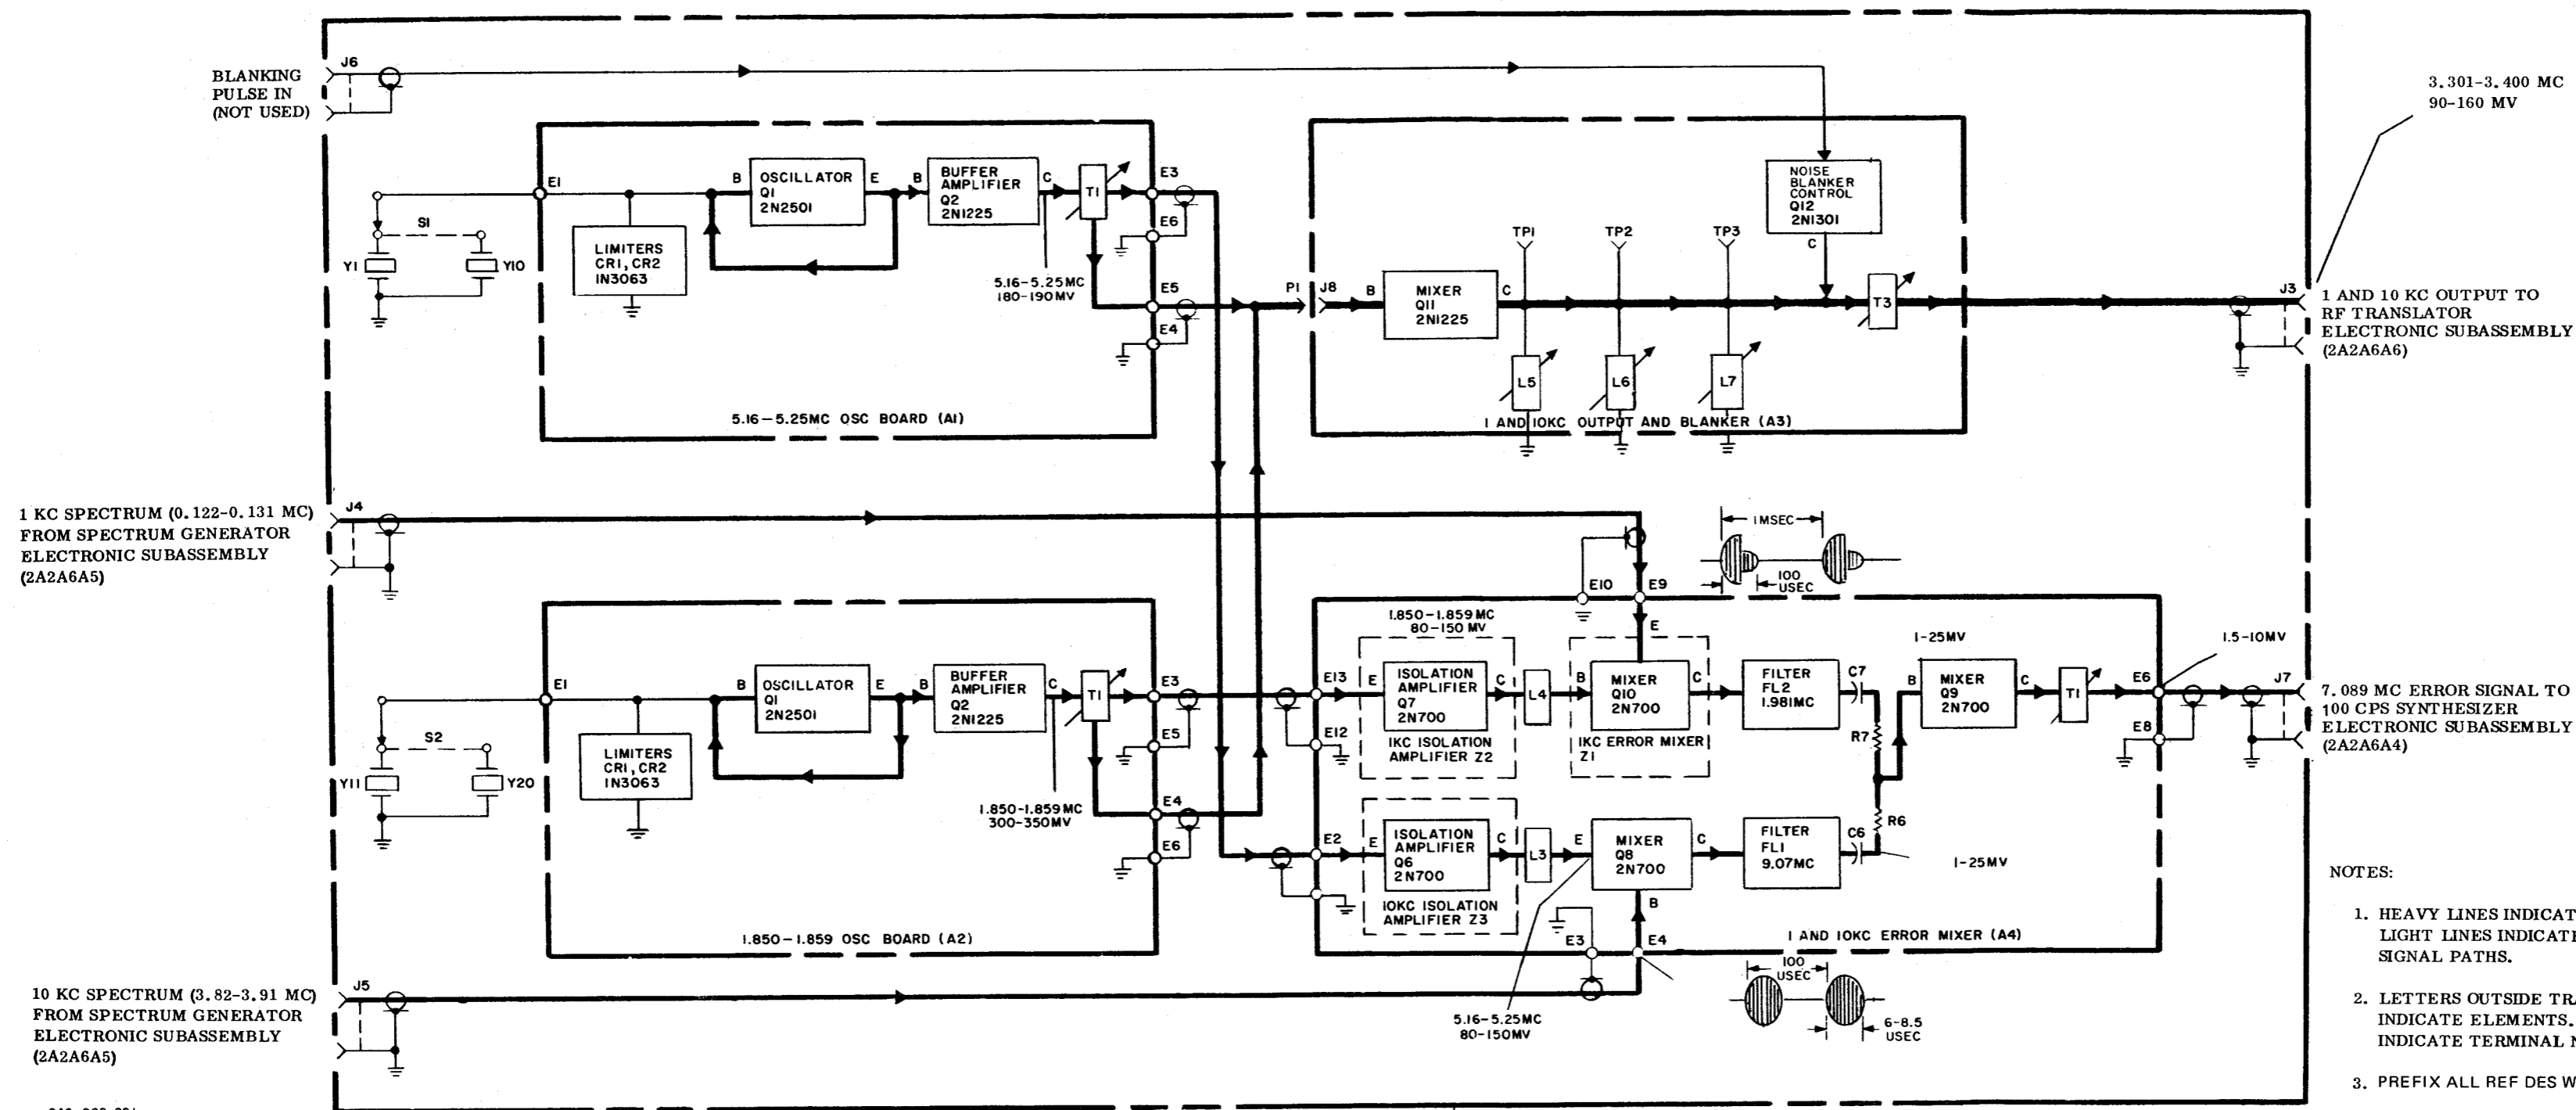 BLANKING
PULSE IN
(NOT USED)
J6
3.301-3.400 MC
90-160 MV
E1
S1
Y1
Y10
LIMITERS
CR1, CR2
IN3063
B
OSCILLATOR
Q1
2N2501
E
B
BUFFER
AMPLIFIER
Q2
2N1225
C
T1
E3
E6
5.16-5.25MC
180-190MV
E5
E4
5.16-5.25MC OSC BOARD (A1)
P1
J8
B
MIXER
Q11
2N1225
C
TP1
TP2
TP3
NOISE
BLANKER
CONTROL
Q12
2N1301
C
L5
L6
L7
T3
1 AND 10KC OUTPUT AND BLANKER (A3)
J3
1 AND 10 KC OUTPUT TO
RF TRANSLATOR
ELECTRONIC SUBASSEMBLY
(2A2A6A6)
1 KC SPECTRUM (0.122-0.131 MC)
FROM SPECTRUM GENERATOR
ELECTRONIC SUBASSEMBLY
(2A2A6A5)
J4
1MSEC
100
USEC
E10
E9
E1
S2
Y11
Y20
LIMITERS
CR1, CR2
IN3063
B
OSCILLATOR
Q1
2N2501
E
B
BUFFER
AMPLIFIER
Q2
2N1225
C
T1
E3
E5
1.850-1.859MC
300-350MV
E4
E6
1.850-1.859 OSC BOARD (A2)
1.850-1.859MC
80-150 MV
E13
E
ISOLATION
AMPLIFIER
Q7
2N700
C
E12
1KC ISOLATION
AMPLIFIER Z2
L4
E
B
MIXER
Q10
2N700
C
1KC ERROR MIXER
Z1
FILTER
FL2
1.981MC
C7
R7
1-25MV
B
MIXER
Q9
2N700
C
T1
1.5-10MV
E6
E8
J7
7.089 MC ERROR SIGNAL TO
100 CPS SYNTHESIZER
ELECTRONIC SUBASSEMBLY
(2A2A6A4)
E2
E
ISOLATION
AMPLIFIER
Q6
2N700
C
10KC ISOLATION
AMPLIFIER Z3
L3
E
MIXER
Q8
2N700
C
B
FILTER
FL1
9.07MC
C6
R6
1-25MV
E3
E4
1 AND 10KC ERROR MIXER (A4)
10 KC SPECTRUM (3.82-3.91 MC)
FROM SPECTRUM GENERATOR
ELECTRONIC SUBASSEMBLY
(2A2A6A5)
J5
5.16-5.25MC
80-150MV
100
USEC
6-8.5
USEC
NOTES:
1. HEAVY LINES INDICAT
LIGHT LINES INDICATE
SIGNAL PATHS.
2. LETTERS OUTSIDE TRA
INDICATE ELEMENTS.
INDICATE TERMINAL N
3. PREFIX ALL REF DES W